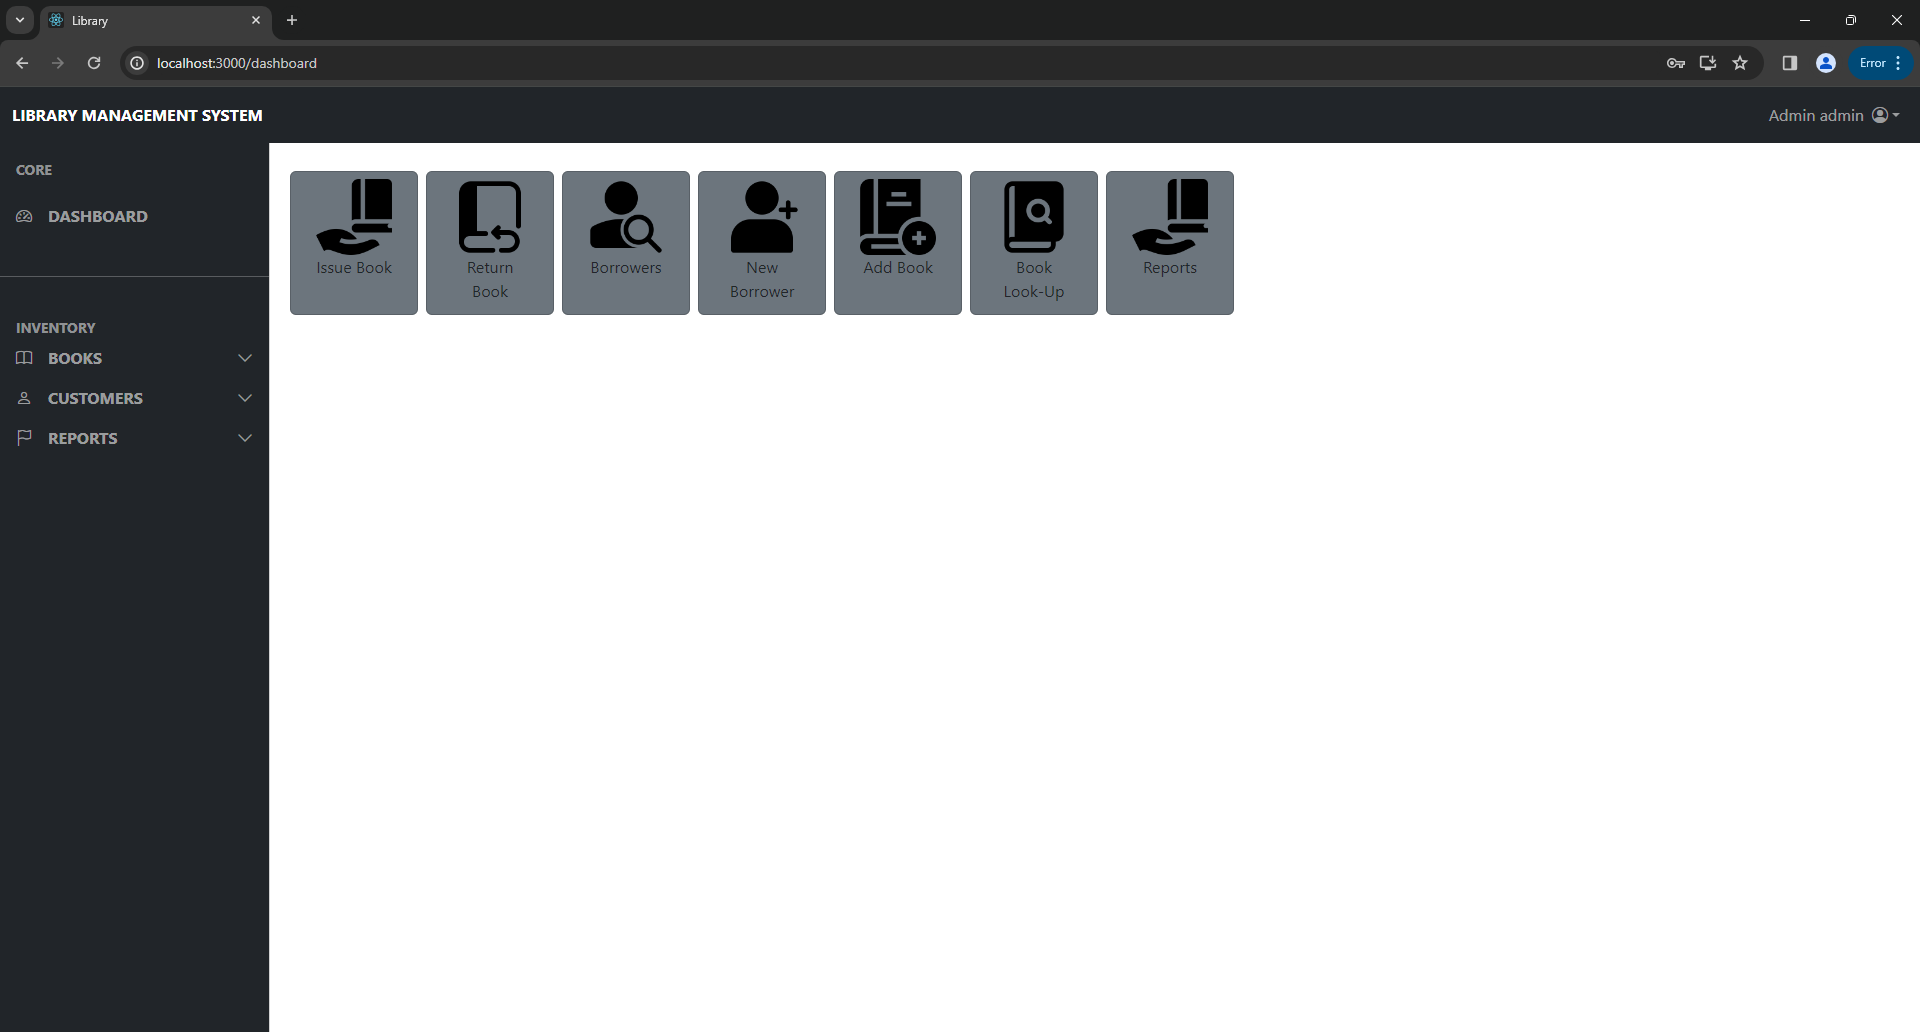 Library
localhost:3000/dashboard
Error
LIBRARY MANAGEMENT SYSTEM
Admin admin
CORE
DASHBOARD
INVENTORY
BOOKS
CUSTOMERS
REPORTS
Issue Book
Return
Book
Borrowers
New
Borrower
Add Book
Book
Look-Up
Reports